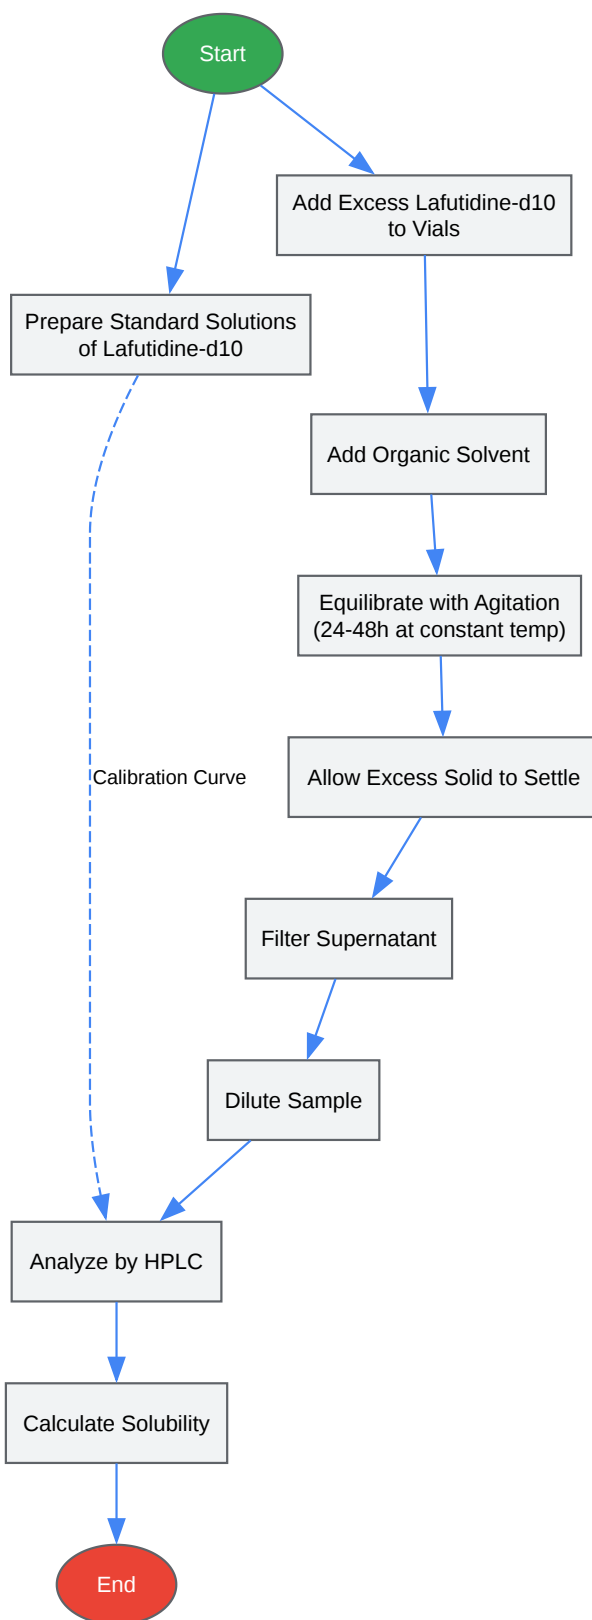 Start
Add Excess Lafutidine-d10
to Vials
Prepare Standard Solutions
of Lafutidine-d10
Add Organic Solvent
Equilibrate with Agitation
(24-48h at constant temp)
Allow Excess Solid to Settle
Calibration Curve
Filter Supernatant
Dilute Sample
Analyze by HPLC
Calculate Solubility
End